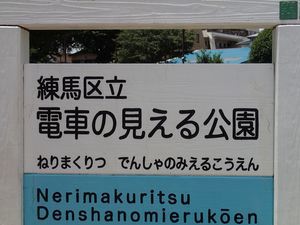 練馬区立
電車の見える公園
ねりまくりつ でんしゃのみえるこうえん
Nerimakuritsu
Denshanomierukōen